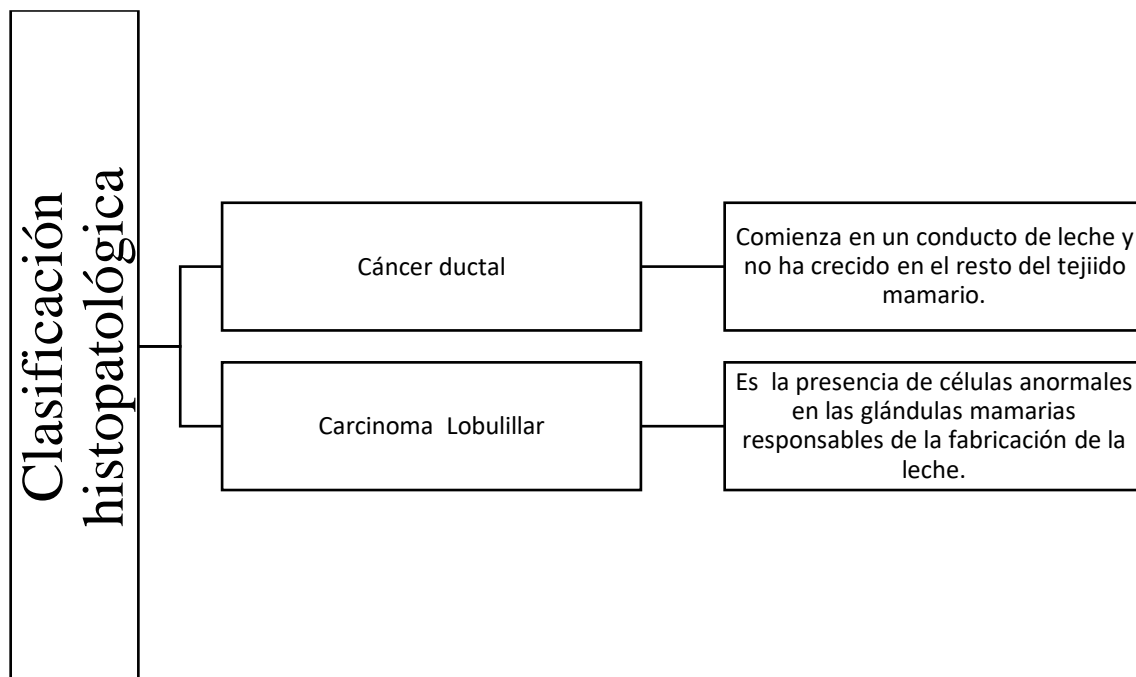 Clasificación
histopatológica
Cáncer ductal
Comienza en un conducto de leche y
no ha crecido en el resto del tejiido
mamario.
Carcinoma Lobulillar
Es la presencia de células anormales
en las glándulas mamarias
responsables de la fabricación de la
leche.